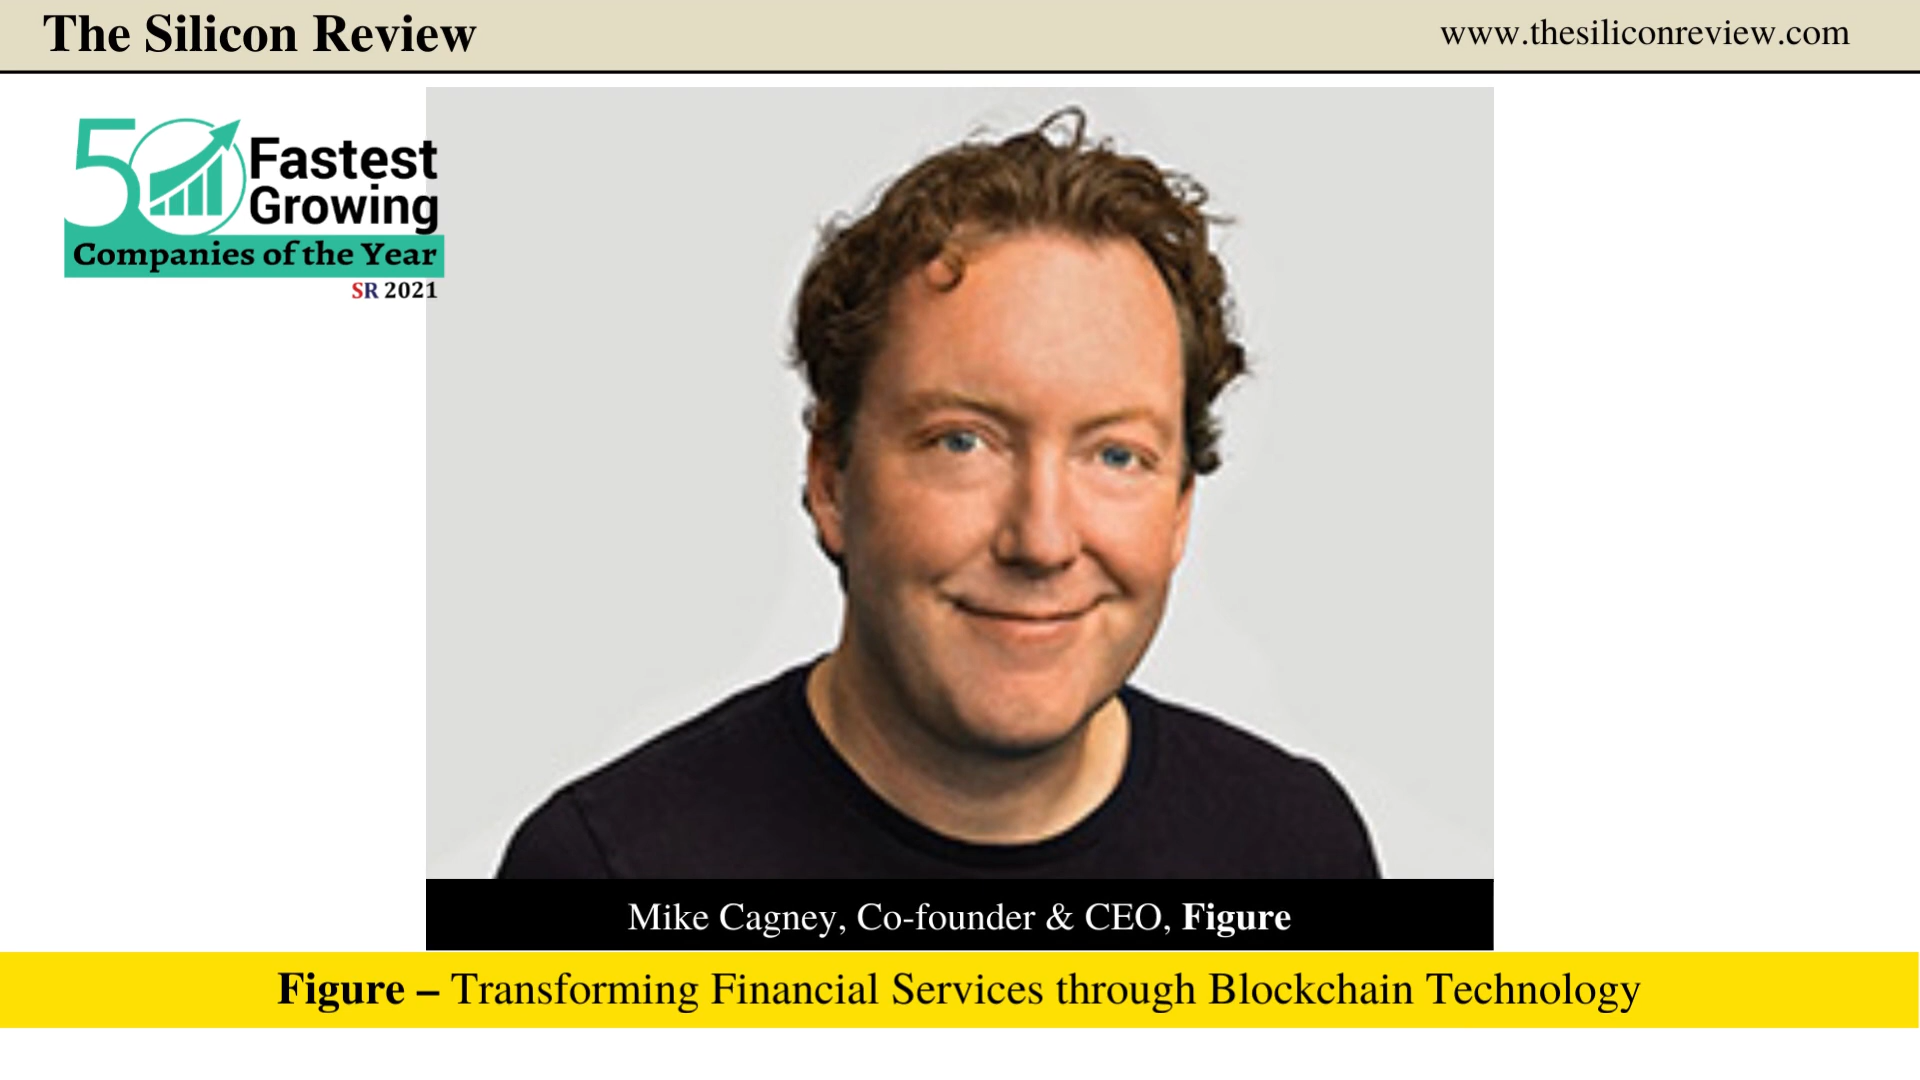 The Silicon Review
www.thesiliconreview.com
50 Fastest
Growing
Companies of the Year
SR 2021
Mike Cagney, Co-founder & CEO, Figure
Figure – Transforming Financial Services through Blockchain Technology